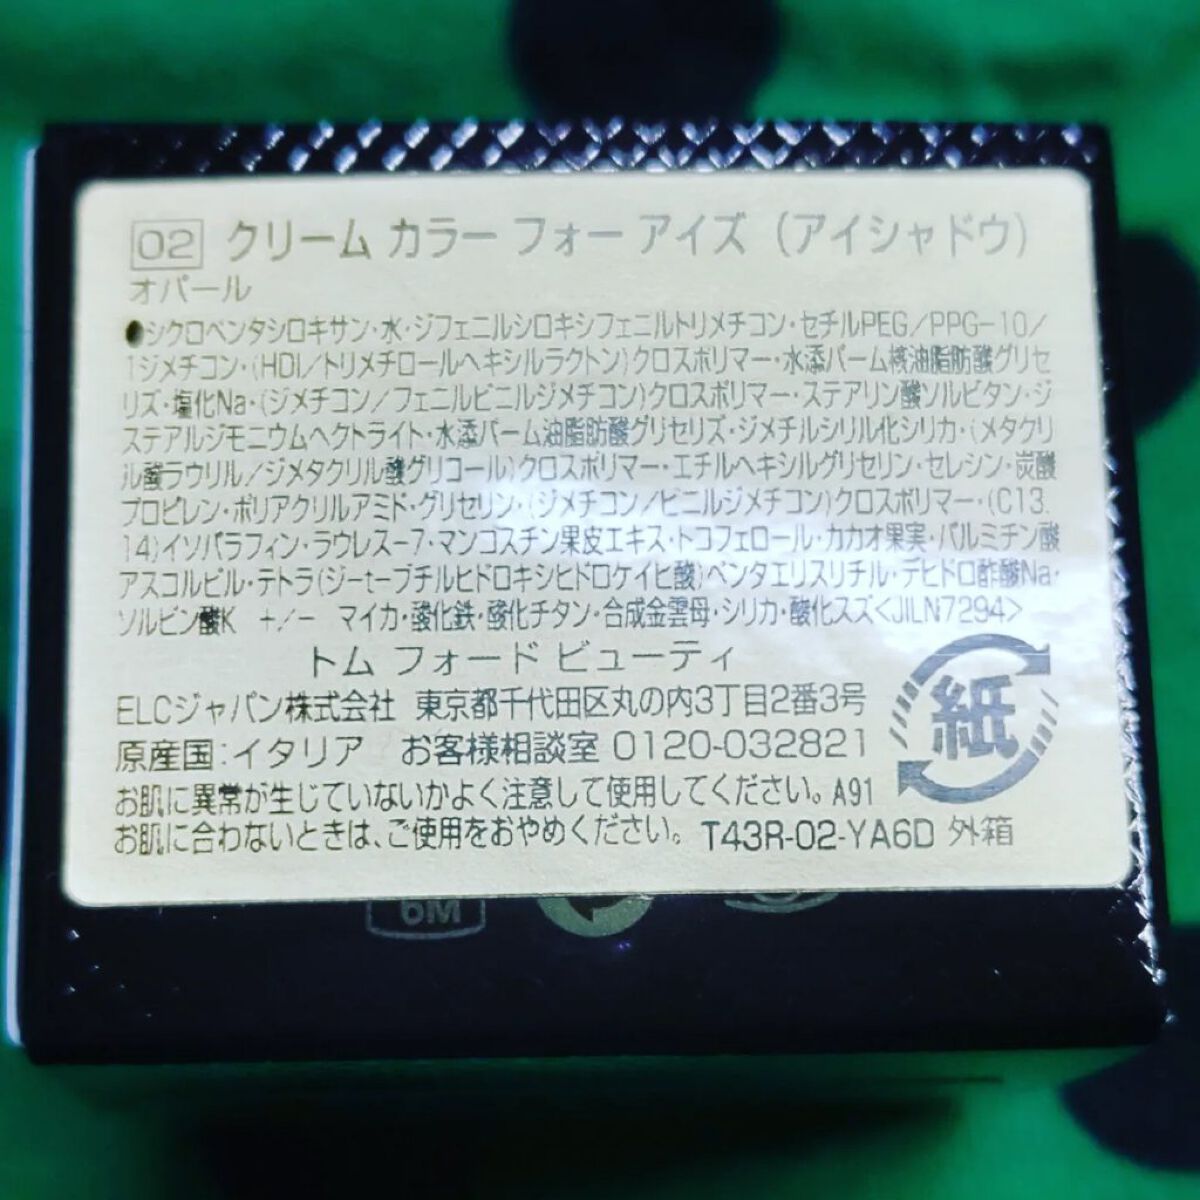 02 クリーム カラー フォー アイズ (アイシャドウ)
オパール
●シクロペンタシロキサン・水・ジフェニルシロキシフェニルトリメチコン・セチルPEG/PPG-10/
1ジメチコン・(HDI/トリメチロールヘキシルラクトン)クロスポリマー・水添パーム核油脂肪酸グリセ
リズ・塩化Na・(ジメチコン/フェニルビニルジメチコン)クロスポリマー・ステアリン酸ソルビタン・ジ
ステアルジモニウムヘクトライト・水添パーム油脂肪酸グリセリズ・ジメチルシリル化シリカ・(メタクリ
ル酸ラウリル/ジメタクリル酸グリコール)クロスポリマー・エチルヘキシルグリセリン・セレシン・炭酸
プロピレン・ポリアクリルアミド・グリセリン・(ジメチコン/ビニルジメチコン)クロスポリマー・(C13,
14)イソパラフィン・ラウレス-7・マンゴスチン果皮エキス・トコフェロール・カカオ果実・パルミチン酸
アスコルビル・テトラ(ジ-t-ブチルヒドロキシヒドロケイヒ酸)ペンタエリスリチル・デヒドロ酢酸Na・
ソルビン酸K +/- マイカ・酸化鉄・酸化チタン・合成金雲母・シリカ・酸化スズ<JILN7294>
トム フォード ビューティ
ELCジャパン株式会社 東京都千代田区丸の内3丁目2番3号
原産国:イタリア お客様相談室 0120-032821
紙
お肌に異常が生じていないかよく注意して使用してください。A91
お肌に合わないときは、ご使用をおやめください。 T43R-02-YA6D 外箱
6M